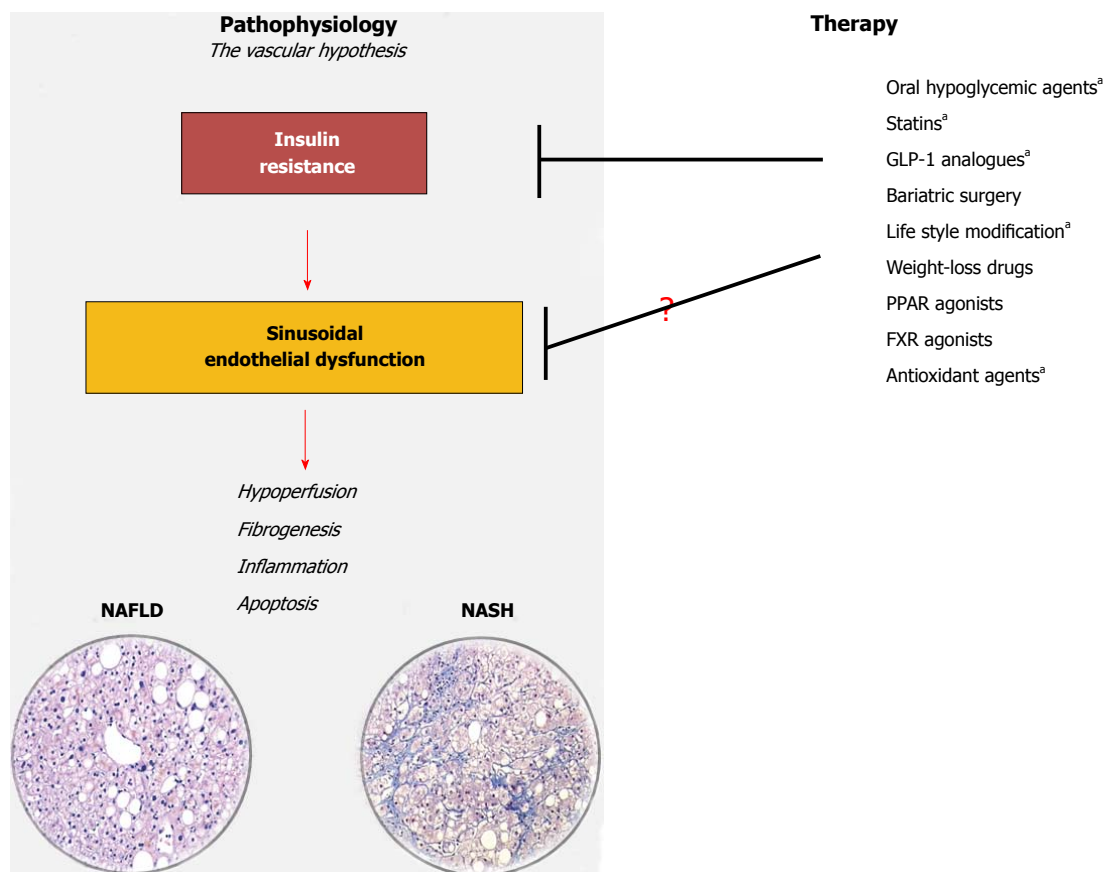 Pathophysiology
The vascular hypothesis
Insulin
resistance
Sinusoidal
endothelial dysfunction
Hypoperfusion
Fibrogenesis
Inflammation
Apoptosis
NAFLD
NASH
Therapy
Oral hypoglycemic agentsᵃ
Statinsᵃ
GLP-1 analoguesᵃ
Bariatric surgery
Life style modificationᵃ
Weight-loss drugs
PPAR agonists
FXR agonists
Antioxidant agentsᵃ
?